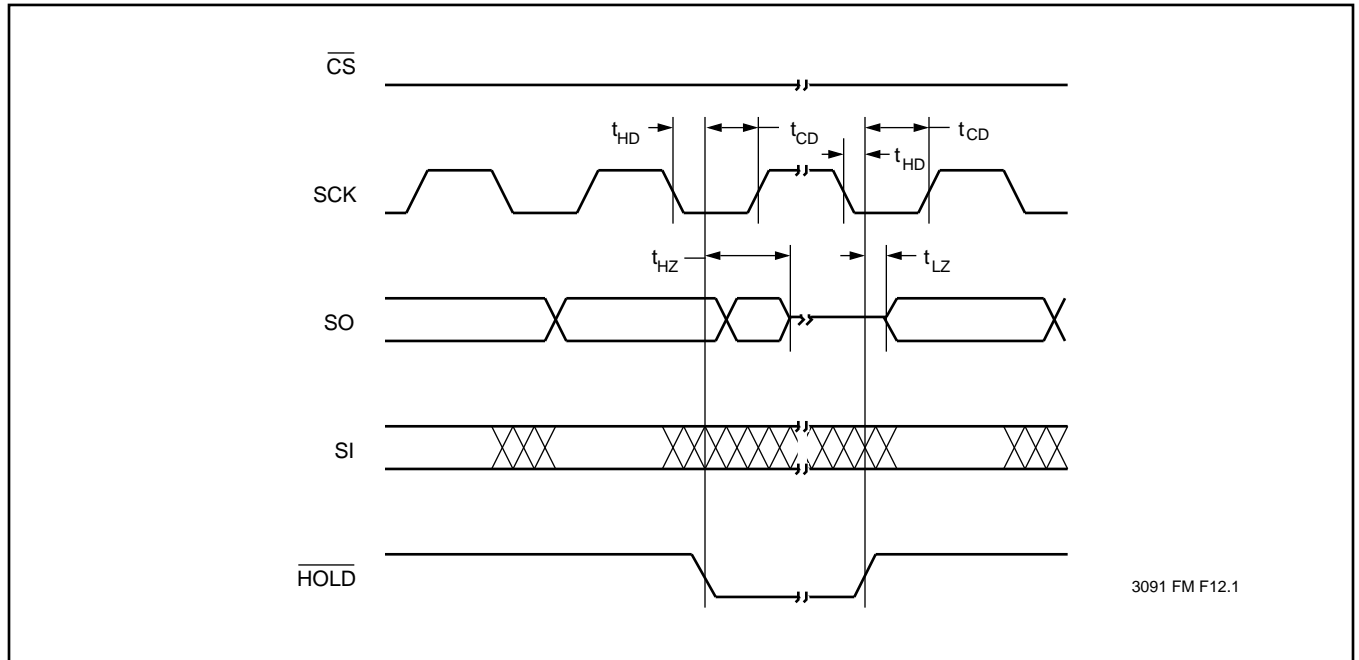 CS
tHD
tCD
tCD
tHD
SCK
tHZ
tLZ
SO
SI
HOLD
3091 FM F12.1